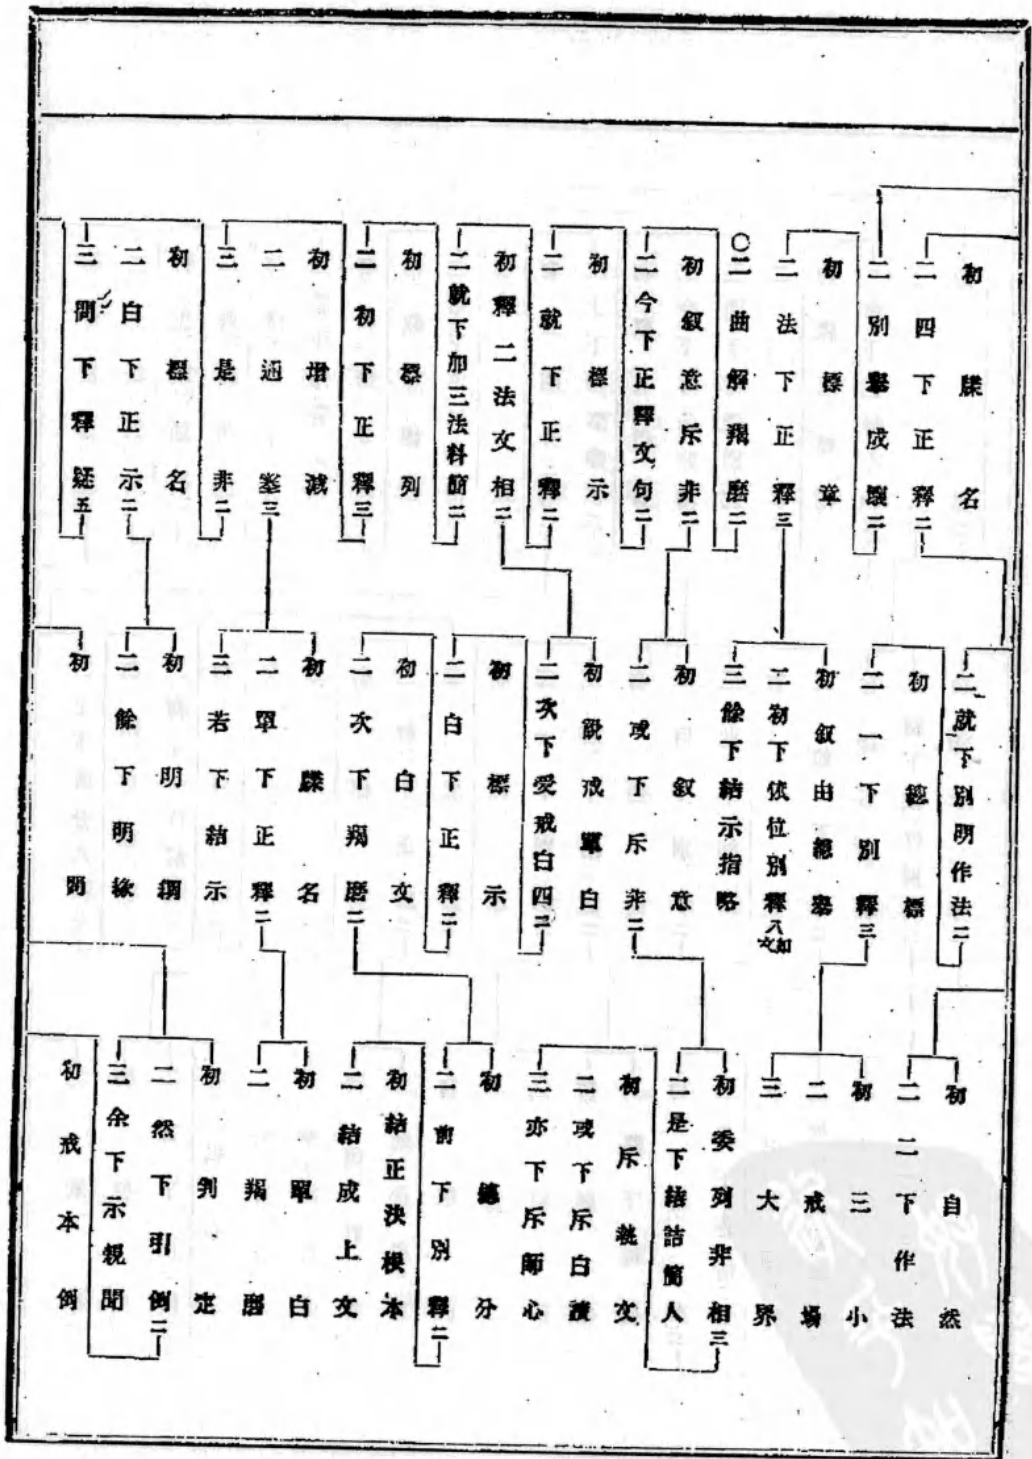 初牒名
二四下正釋二
二別舉成壞二
初標章
二法下正釋三
〇二曲解羯磨二
初叙意斥非二
二今下正釋文句二
初標示
二就下正釋二
初釋二法文相二
二就下加三法料簡二
初標列
二初下正釋三
初增減
二通塞三
三是非二
初標名
二白下正示二
三問下釋疑五
二就下別明作法二
初總標
二一下別釋三
初叙由總舉
二初下依位別釋八如文
三餘下結示指略
初叙意
二或下斥非二
初說戒單白
二次下受戒白四二
初標示
二白下正釋二
初白文
二次下羯磨二
初牒名
二單下正釋二
三若下結示
初明綱
二餘下明緣
初問
初自然
二二下作法
初三小
二戒場
三大界
初委列非相三
二是下結詰簡人
初斥執文
二或下斥白讀
三亦下斥師心
初總分
二前下別釋二
初結正決根本
二結成上文
初單白
二羯磨
初判定
二然下引倒二
三余下示親聞
初戒本倒